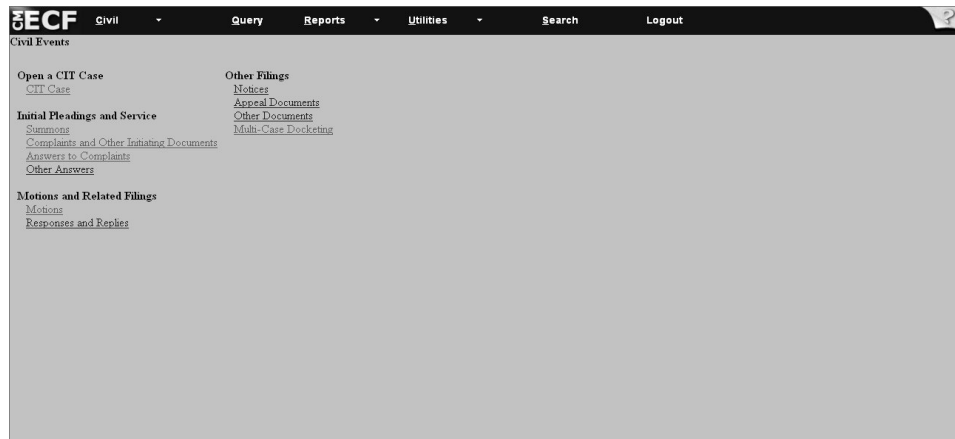 CM ECF Civil Query Reports Utilities Search Logout ?
Civil Events
Open a CIT Case
CIT Case
Initial Pleadings and Service
Summons
Complaints and Other Initiating Documents
Answers to Complaints
Other Answers
Motions and Related Filings
Motions
Responses and Replies
Other Filings
Notices
Appeal Documents
Other Documents
Multi-Case Docketing